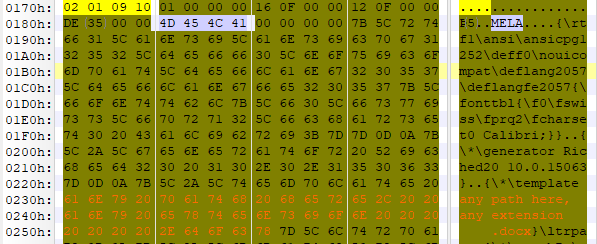 0170h: 02 01 09 10 01 00 00 00 16 0F 00 00 12 0F 00 00 ................
0180h: DE 35 00 00 4D 45 4C 41 00 00 00 00 7B 5C 72 74 Þ5..MELA....{\rt
0190h: 66 31 5C 61 6E 73 69 5C 61 6E 73 69 63 70 67 31 f1\ansi\ansicpg1
01A0h: 32 35 32 5C 64 65 66 66 30 5C 6E 6F 75 69 63 6F 252\deff0\nouico
01B0h: 6D 70 61 74 5C 64 65 66 6C 61 6E 67 32 30 35 37 mpat\deflang2057
01C0h: 5C 64 65 66 6C 61 6E 67 66 65 32 30 35 37 7B 5C \deflangfe2057{\
01D0h: 66 6F 6E 74 74 62 6C 7B 5C 66 30 5C 66 73 77 69 fonttbl{\f0\fswi
01E0h: 73 73 5C 66 70 72 71 32 5C 66 63 68 61 72 73 65 ss\fprq2\fcharse
01F0h: 74 30 20 43 61 6C 69 62 72 69 3B 7D 7D 0D 0A 7B t0 Calibri;}}..{
0200h: 5C 2A 5C 67 65 6E 65 72 61 74 6F 72 20 52 69 63 \*\generator Ric
0210h: 68 65 64 32 30 20 31 30 2E 30 2E 31 35 30 36 33 hed20 10.0.15063
0220h: 7D 0D 0A 7B 5C 2A 5C 74 65 6D 70 6C 61 74 65 20 }..{\*\template
0230h: 61 6E 79 20 70 61 74 68 20 68 65 72 65 2C 20 20 any path here,
0240h: 61 6E 79 20 65 78 74 65 6E 73 69 6F 6E 20 20 20 any extension
0250h: 20 20 20 20 2E 64 6F 63 78 7D 5C 6C 74 72 70 61 .docx}\ltrpa